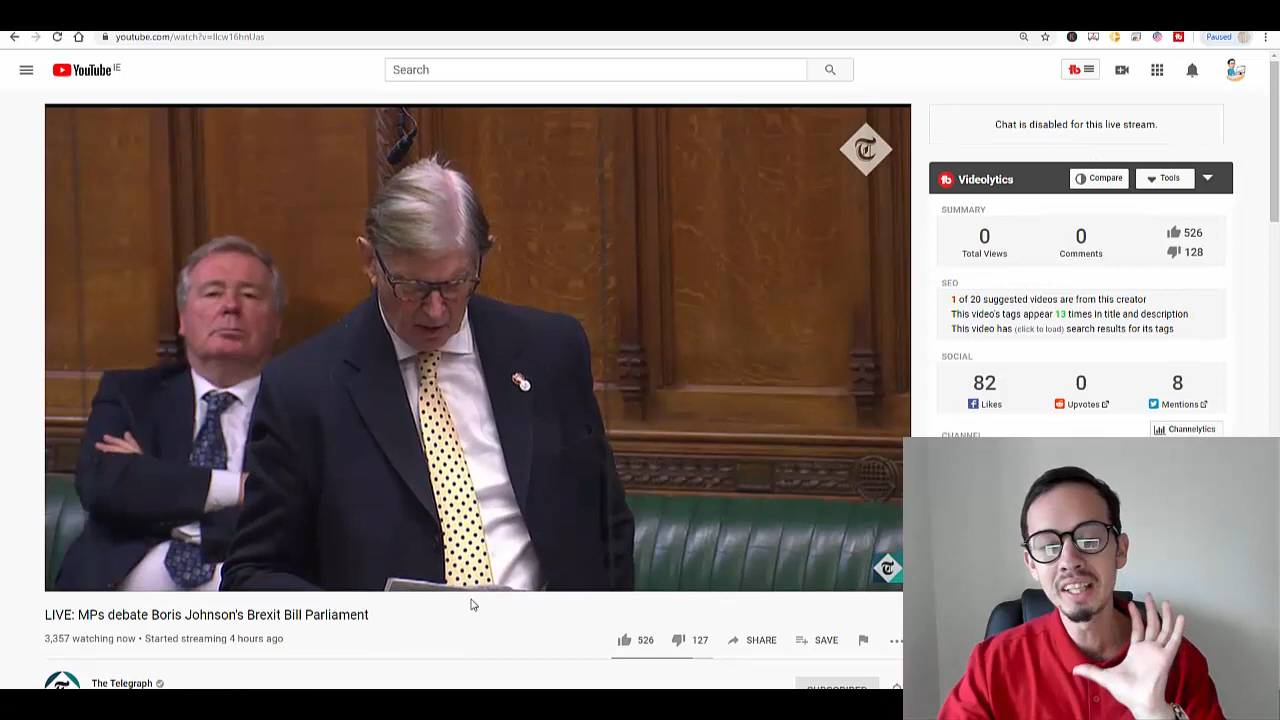 youtube.com/watch?v=llcw16hnUas
Paused
YouTube IE
Search
Chat is disabled for this live stream.
Videolytics
Compare
Tools
SUMMARY
0
Total Views
0
Comments
526
128
SEO
1 of 20 suggested videos are from this creator
This video's tags appear 13 times in title and description
This video has (click to load) search results for its tags
SOCIAL
82
Likes
0
Upvotes
8
Mentions
CHANNEL
Channelytics
LIVE: MPs debate Boris Johnson's Brexit Bill Parliament
3,357 watching now • Started streaming 4 hours ago
526
127
SHARE
SAVE
The Telegraph
SUBSCRIBED